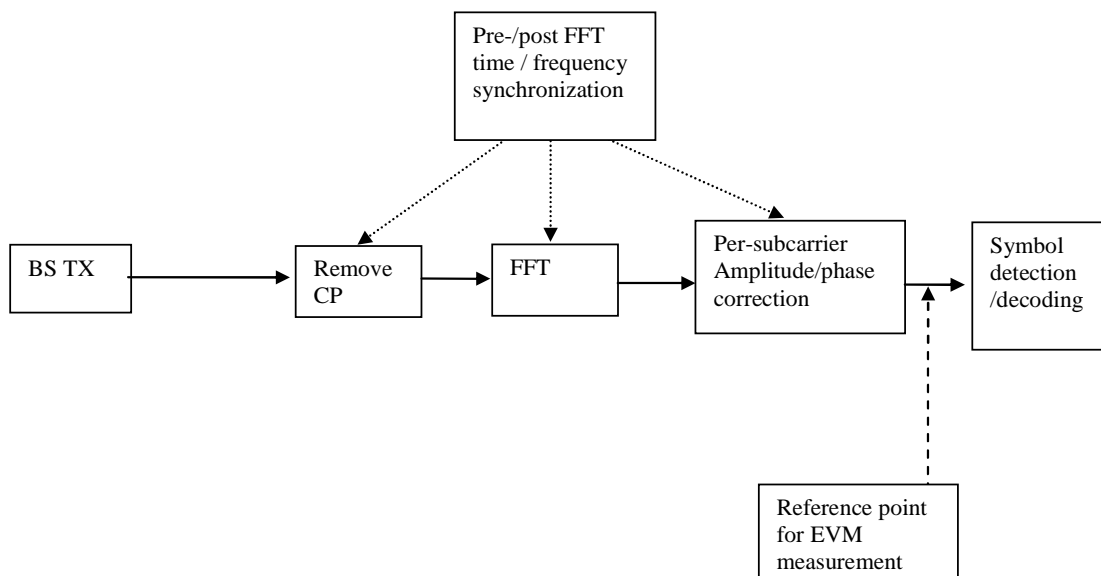 Pre-/post FFT
time / frequency
synchronization
BS TX
Remove
CP
FFT
Per-subcarrier
Amplitude/phase
correction
Symbol
detection
/decoding
Reference point
for EVM
measurement